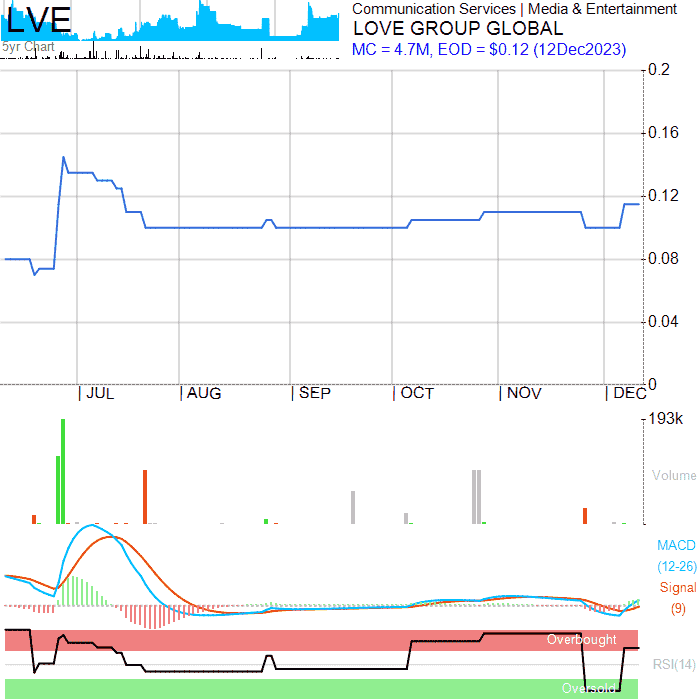 LVE
5yr Chart
Communication Services | Media & Entertainment
LOVE GROUP GLOBAL
MC = 4.7M, EOD = $0.12 (12Dec2023)
0.2
0.16
0.12
0.08
0.04
0
| JUL | AUG | SEP | OCT | NOV | DEC
193k
Volume
MACD
(12-26)
Signal
(9)
Overbought
RSI(14)
Oversold